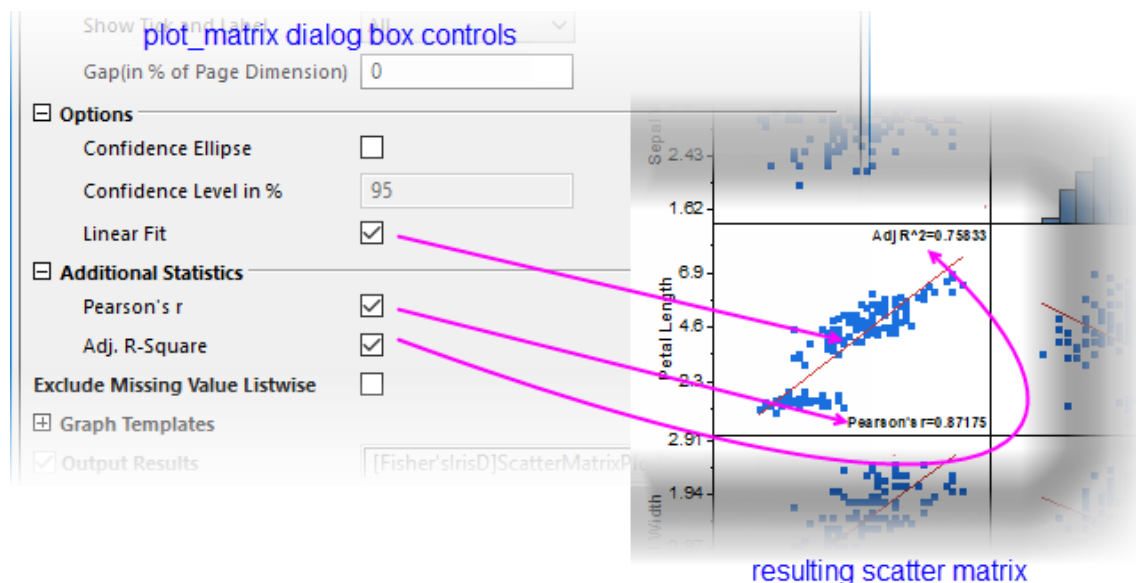 Show Tick and Label All
plot_matrix dialog box controls
Gap(in % of Page Dimension) 0
Options
Confidence Ellipse
Confidence Level in % 95
Linear Fit
Additional Statistics
Pearson's r
Adj. R-Square
Exclude Missing Value Listwise
Graph Templates
Output Results [Fisher'sIrisD]ScatterMatrixPl
Sepal
2.43
1.62
Adj R^2=0.75833
Petal Length
6.9
4.6
2.3
Pearson's r=0.87175
2.91
1.94
Width
resulting scatter matrix